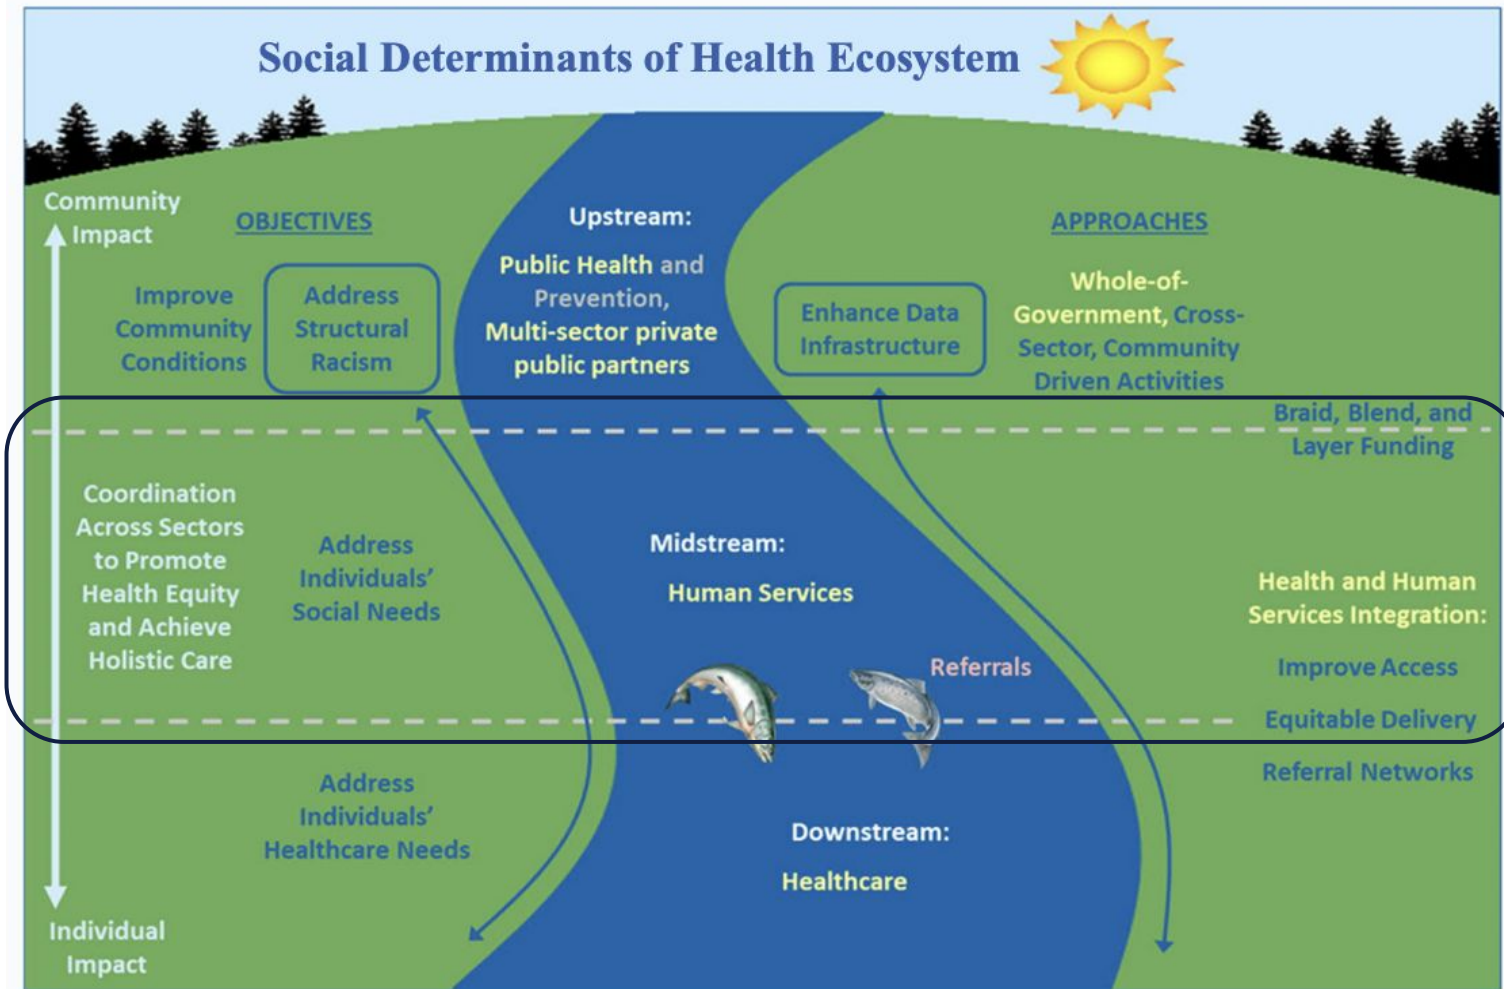 Social Determinants of Health Ecosystem
Community
Impact
OBJECTIVES
Improve
Community
Conditions
Address
Structural
Racism
Upstream:
Public Health and
Prevention,
Multi-sector private
public partners
APPROACHES
Enhance Data
Infrastructure
Whole-of-
Government, Cross-
Sector, Community
Driven Activities
Braid, Blend, and
Layer Funding
Coordination
Across Sectors
to Promote
Health Equity
and Achieve
Holistic Care
Address
Individuals’
Social Needs
Midstream:
Human Services
Referrals
Health and Human
Services Integration:
Improve Access
Equitable Delivery
Referral Networks
Address
Individuals’
Healthcare Needs
Downstream:
Healthcare
Individual
Impact